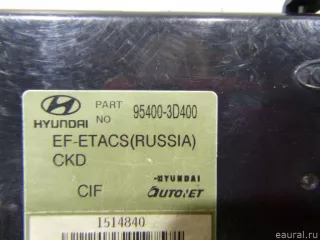 PART NO 95400-3D400
HYUNDAI
EF-ETACS(RUSSIA)
CKD
CIF
HYUNDAI
AUTONET
1514840
eaural.ru